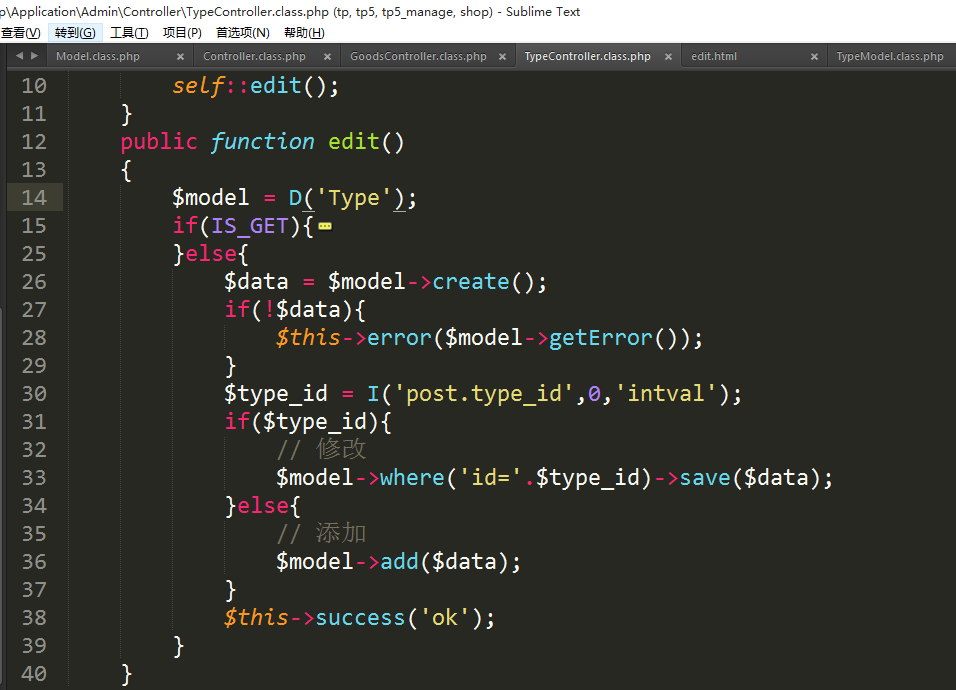 p\Application\Admin\Controller\TypeController.class.php (tp, tp5, tp5_manage, shop) - Sublime Text
查看(V) 转到(G) 工具(T) 项目(P) 首选项(N) 帮助(H)
Model.class.php × Controller.class.php × GoodsController.class.php × TypeController.class.php × edit.html × TypeModel.class.php
10 self::edit();
11 }
12 public function edit()
13 {
14 $model = D('Type');
15 if(IS_GET){
25 }else{
26 $data = $model->create();
27 if(!$data){
28 $this->error($model->getError());
29 }
30 $type_id = I('post.type_id',0,'intval');
31 if($type_id){
32 // 修改
33 $model->where('id='.$type_id)->save($data);
34 }else{
35 // 添加
36 $model->add($data);
37 }
38 $this->success('ok');
39 }
40 }